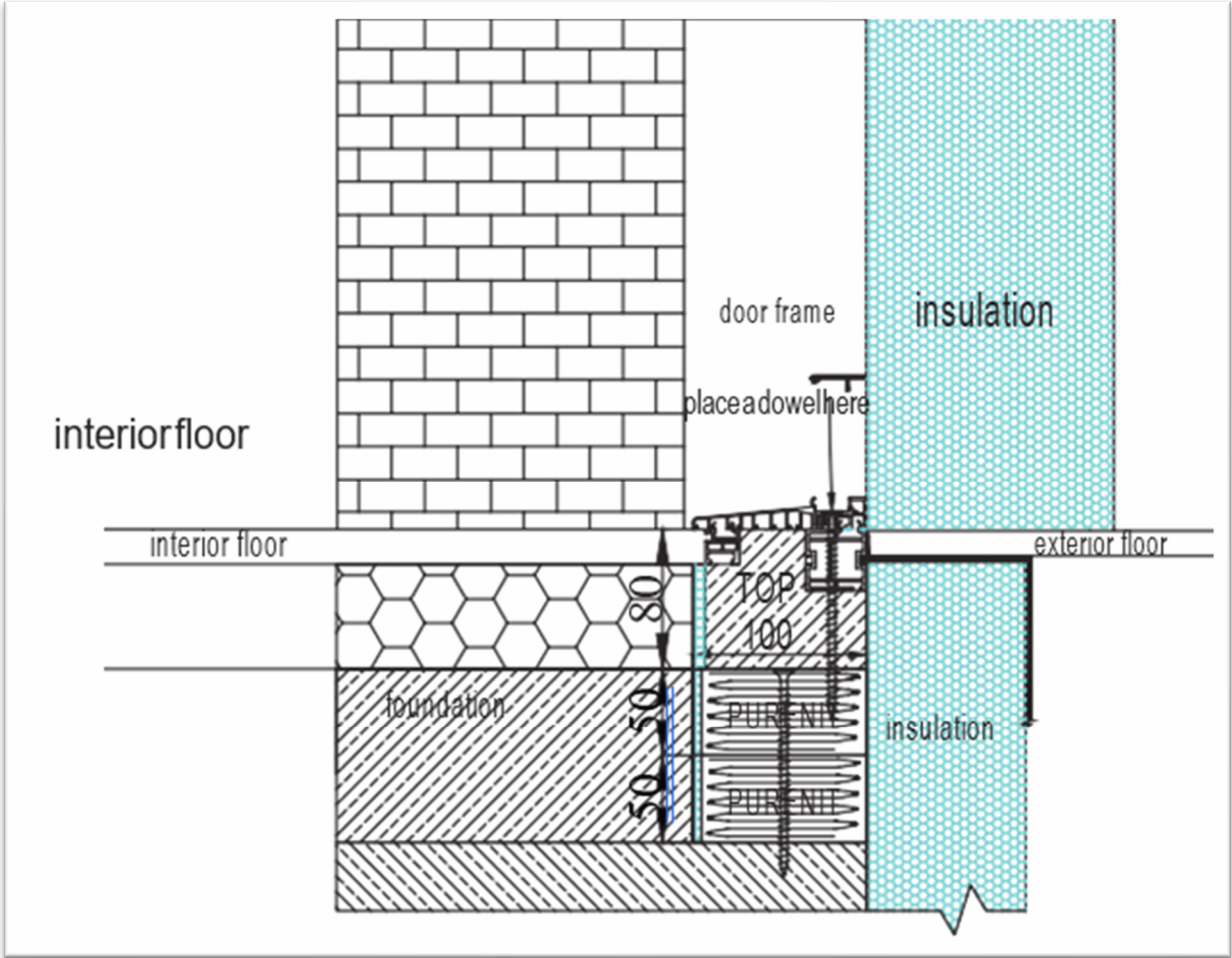 door frame
insulation
placeadowelhere
interiorfloor
interior floor
exterior floor
80
TOP
100
foundation
50
PURENIT
insulation
50
PURENIT